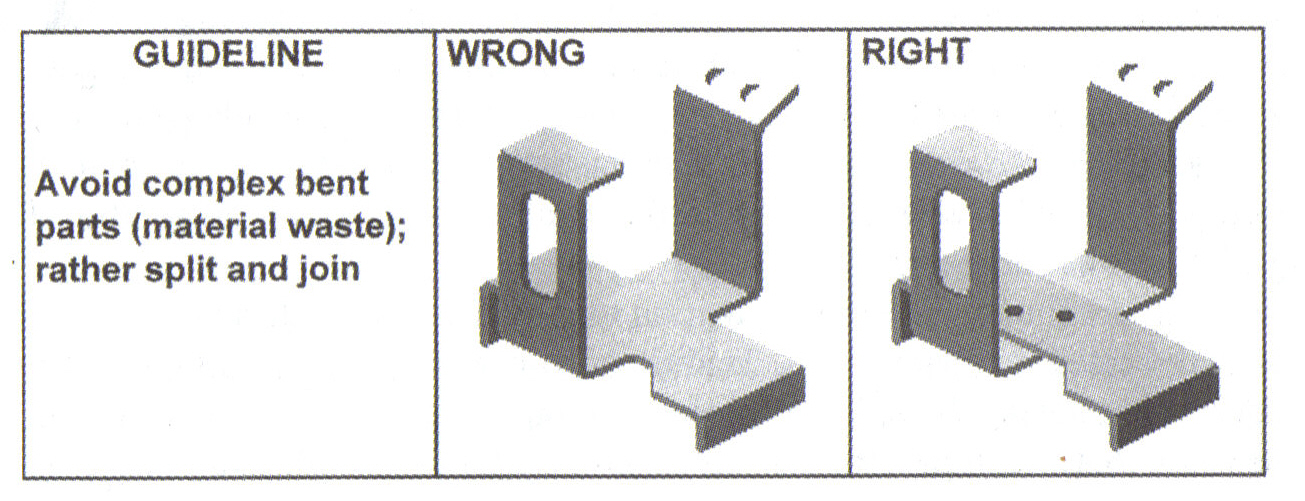 GUIDELINE
WRONG
RIGHT
Avoid complex bent
parts (material waste);
rather split and join